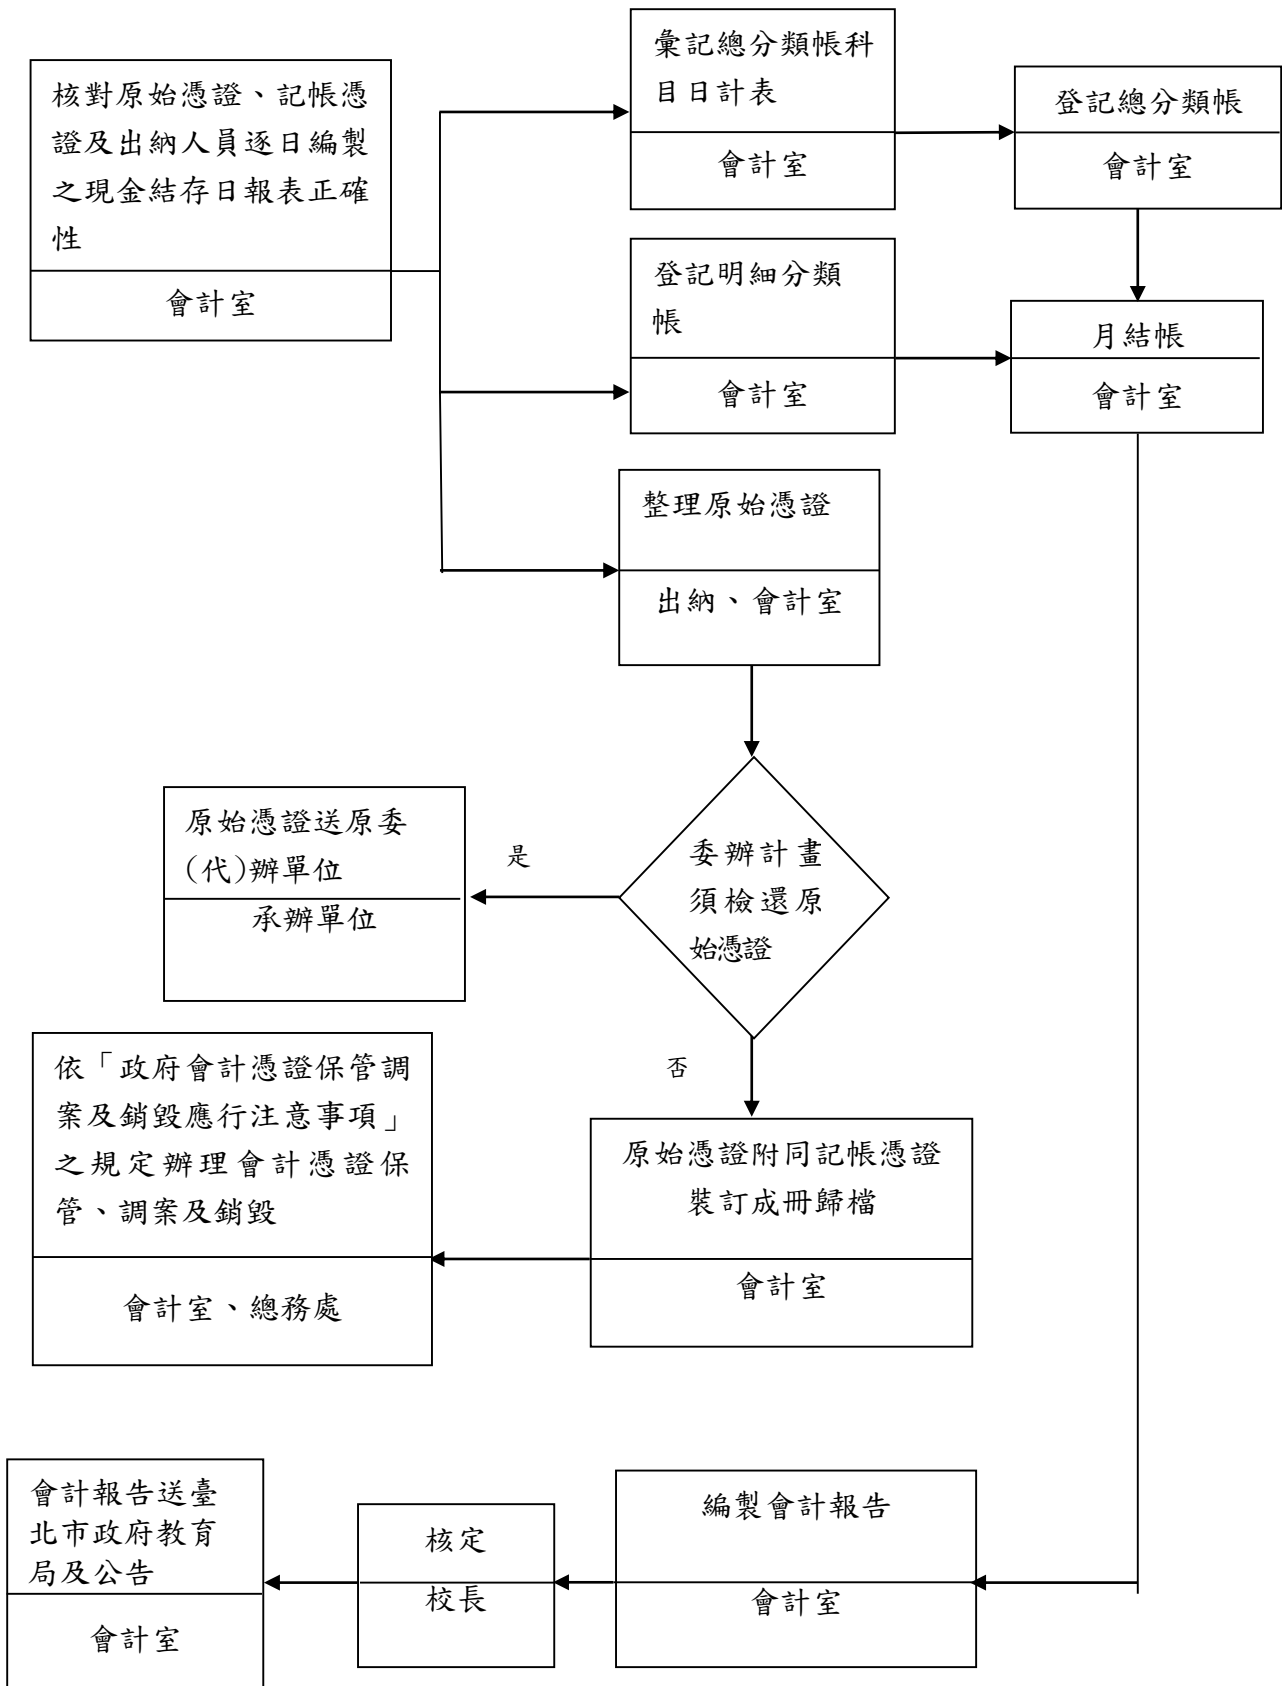 核對原始憑證、記帳憑
證及出納人員逐日編製
之現金結存日報表正確
性
會計室
彙記總分類帳科
目日計表
會計室
登記總分類帳
會計室
登記明細分類
帳
會計室
月結帳
會計室
整理原始憑證
出納、會計室
委辦計畫
須檢還原
始憑證
是
原始憑證送原委
(代)辦單位
承辦單位
否
原始憑證附同記帳憑證
裝訂成冊歸檔
會計室
依「政府會計憑證保管調
案及銷毀應行注意事項」
之規定辦理會計憑證保
管、調案及銷毀
會計室、總務處
編製會計報告
會計室
核定
校長
會計報告送臺
北市政府教育
局及公告
會計室